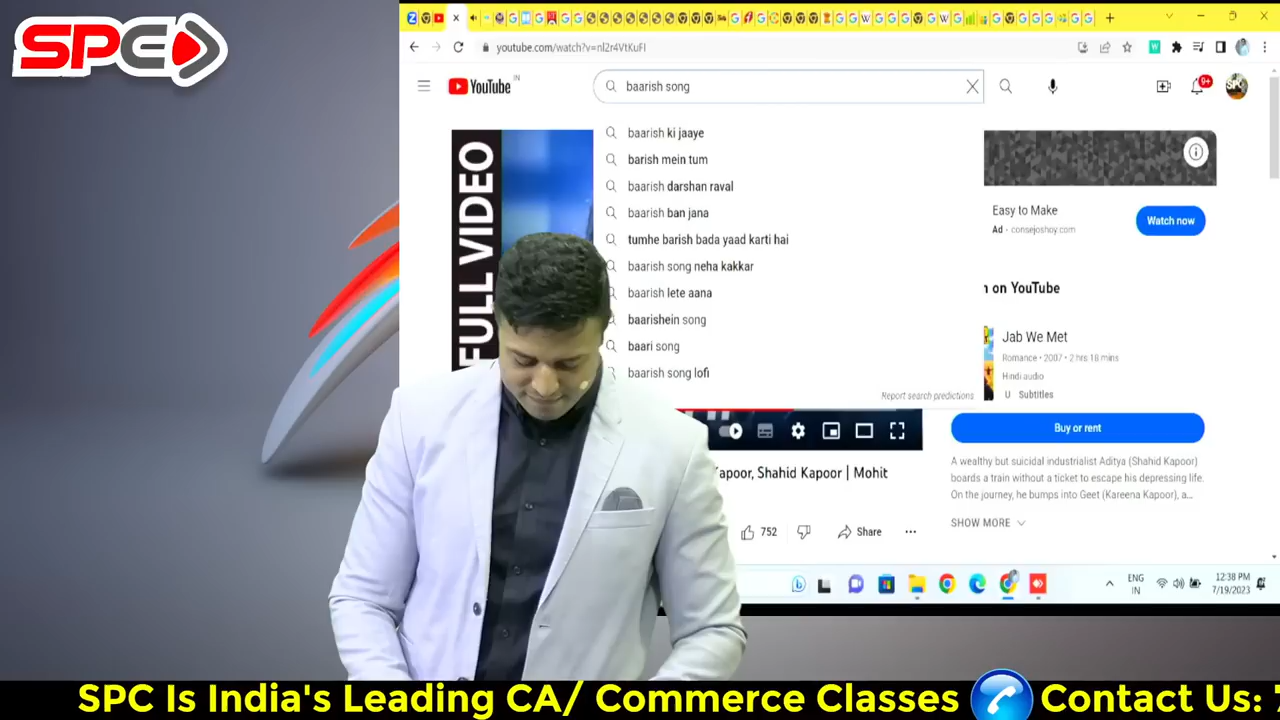 SPC
youtube.com/watch?v=nl2r4VtKuFI
YouTube IN
baarish song
9+
baarish ki jaaye
barish mein tum
baarish darshan raval
baarish ban jana
tumhe barish bada yaad karti hai
baarish song neha kakkar
baarish lete aana
baarishein song
baari song
baarish song lofi
Report search predictions
FULL VIDEO
Easy to Make
Ad • consejoshoy.com
Watch now
n on YouTube
Jab We Met
Romance • 2007 • 2 hrs 18 mins
Hindi audio
U Subtitles
Buy or rent
A wealthy but suicidal industrialist Aditya (Shahid Kapoor)
boards a train without a ticket to escape his depressing life.
On the journey, he bumps into Geet (Kareena Kapoor), a...
SHOW MORE
Kapoor, Shahid Kapoor | Mohit
752
Share
ENG
IN
12:38 PM
7/19/2023
SPC Is India's Leading CA/ Commerce Classes Contact Us: